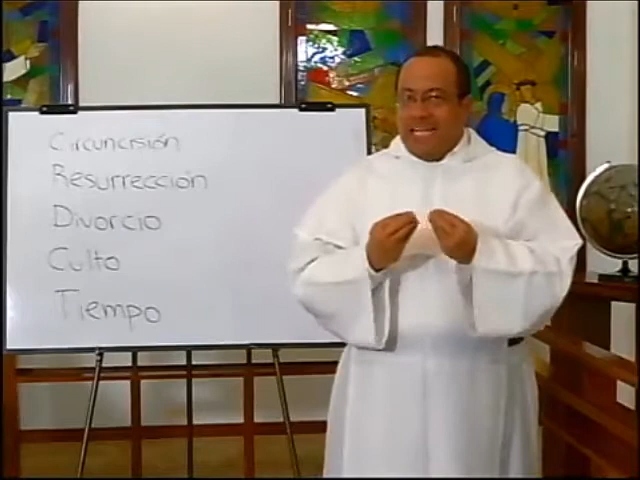 Circuncisión
Resurrección
Divorcio
Culto
Tiempo